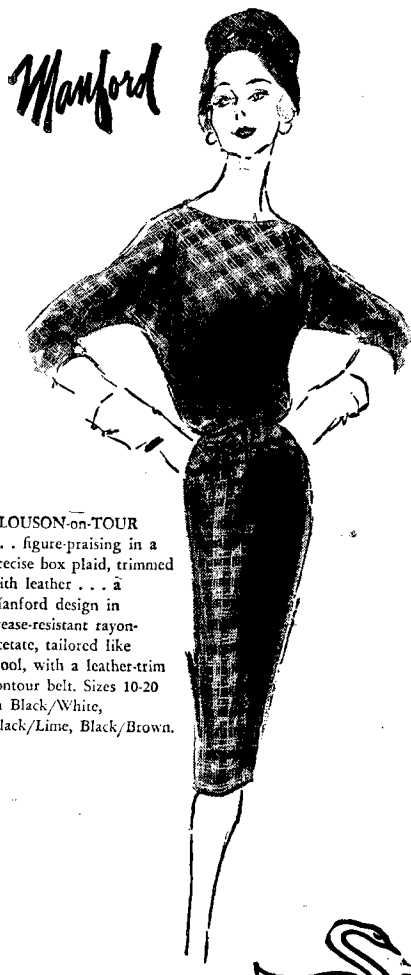 Manford
LOUSON-on-TOUR
. . figure-praising in a
recise box plaid, trimmed
ith leather . . . a
anford design in
rease-resistant rayon-
cetate, tailored like
ool, with a leather-trim
ontour belt. Sizes 10-20
Black/White,
lack/Lime, Black/Brown.